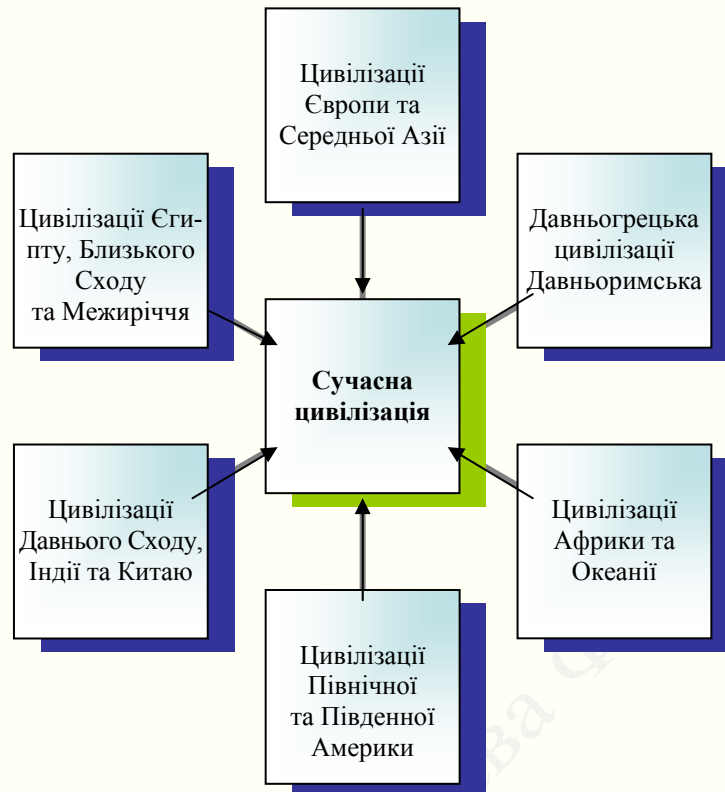 Цивілізації
Європи та
Середньої Азії
Цивілізації Єги-
пту, Близького
Сходу
та Межиріччя
Давньогрецька
цивілізації
Давньоримська
Сучасна
цивілізація
Цивілізації
Давнього Сходу,
Індії та Китаю
Цивілізації
Африки та
Океанії
Цивілізації
Північної
та Південної
Америки